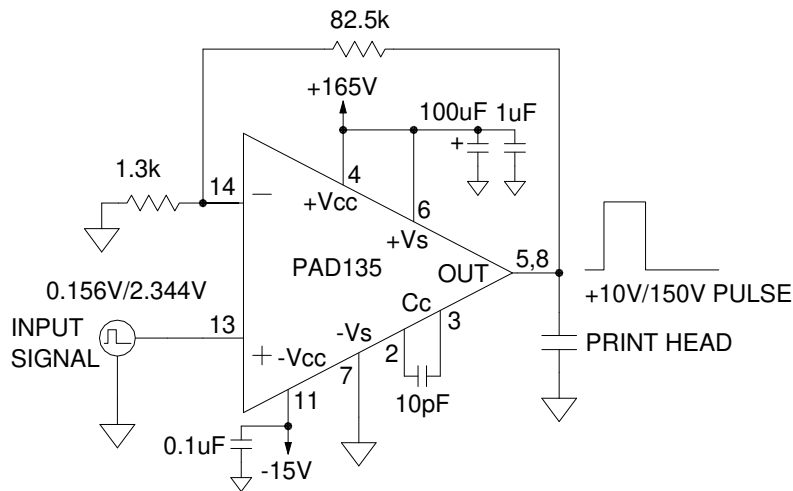 82.5k
+165V
100uF 1uF
+
1.3k
14
−
4
+Vcc
6
+Vs
PAD135
OUT
5,8
+10V/150V PULSE
0.156V/2.344V
INPUT
SIGNAL
13
+
-Vcc
-Vs
Cc
3
2
7
11
10pF
PRINT HEAD
0.1uF
-15V